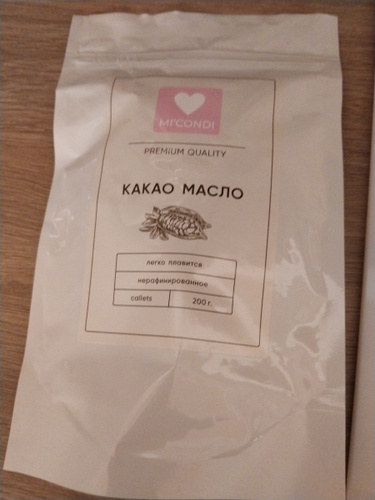 MI'CONDI
PREMIUM QUALITY
КАКАО МАСЛО
легко плавится
нерафинированное
callets 200 г.